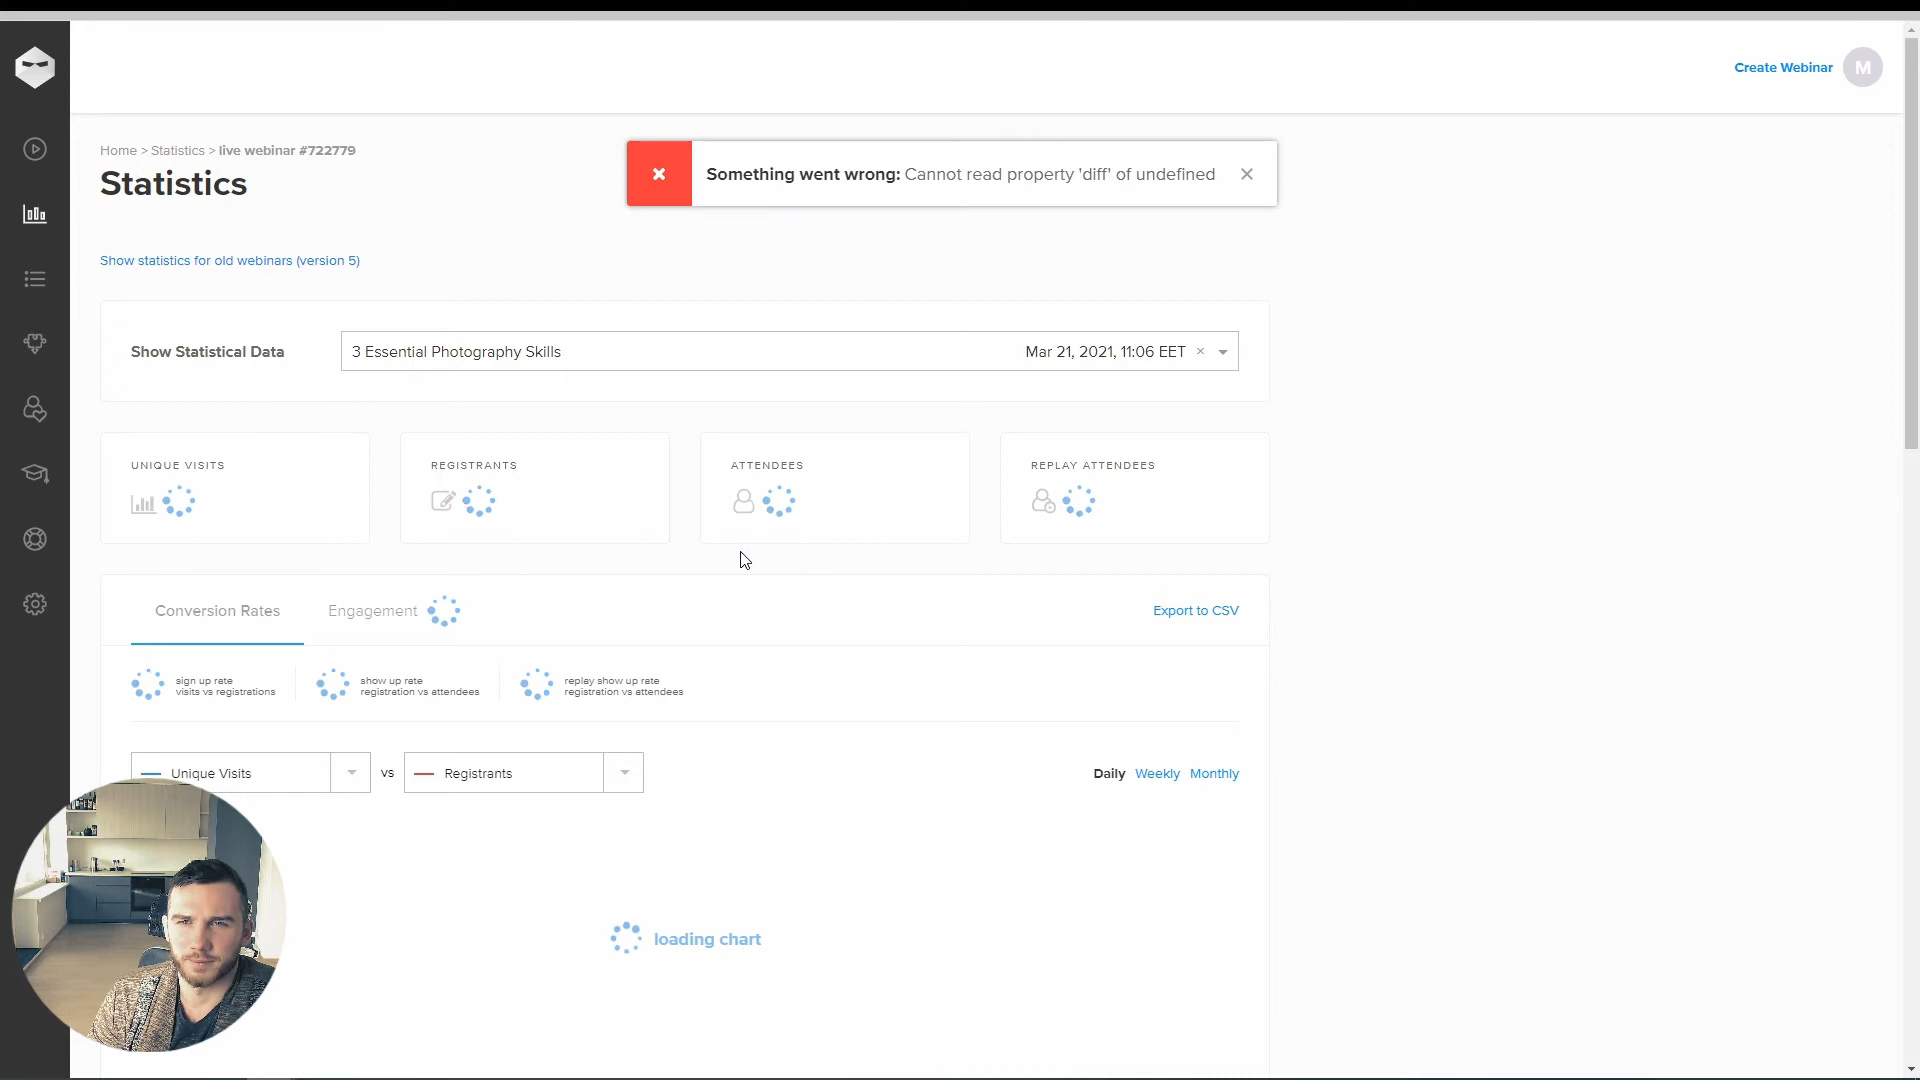 Create Webinar
M
Home > Statistics > live webinar #722779
Statistics
Something went wrong: Cannot read property 'diff' of undefined
Show statistics for old webinars (version 5)
Show Statistical Data
3 Essential Photography Skills
Mar 21, 2021, 11:06 EET
UNIQUE VISITS
REGISTRANTS
ATTENDEES
REPLAY ATTENDEES
Conversion Rates
Engagement
Export to CSV
sign up rate
visits vs registrations
show up rate
registration vs attendees
replay show up rate
registration vs attendees
Unique Visits
vs
Registrants
Daily Weekly Monthly
loading chart